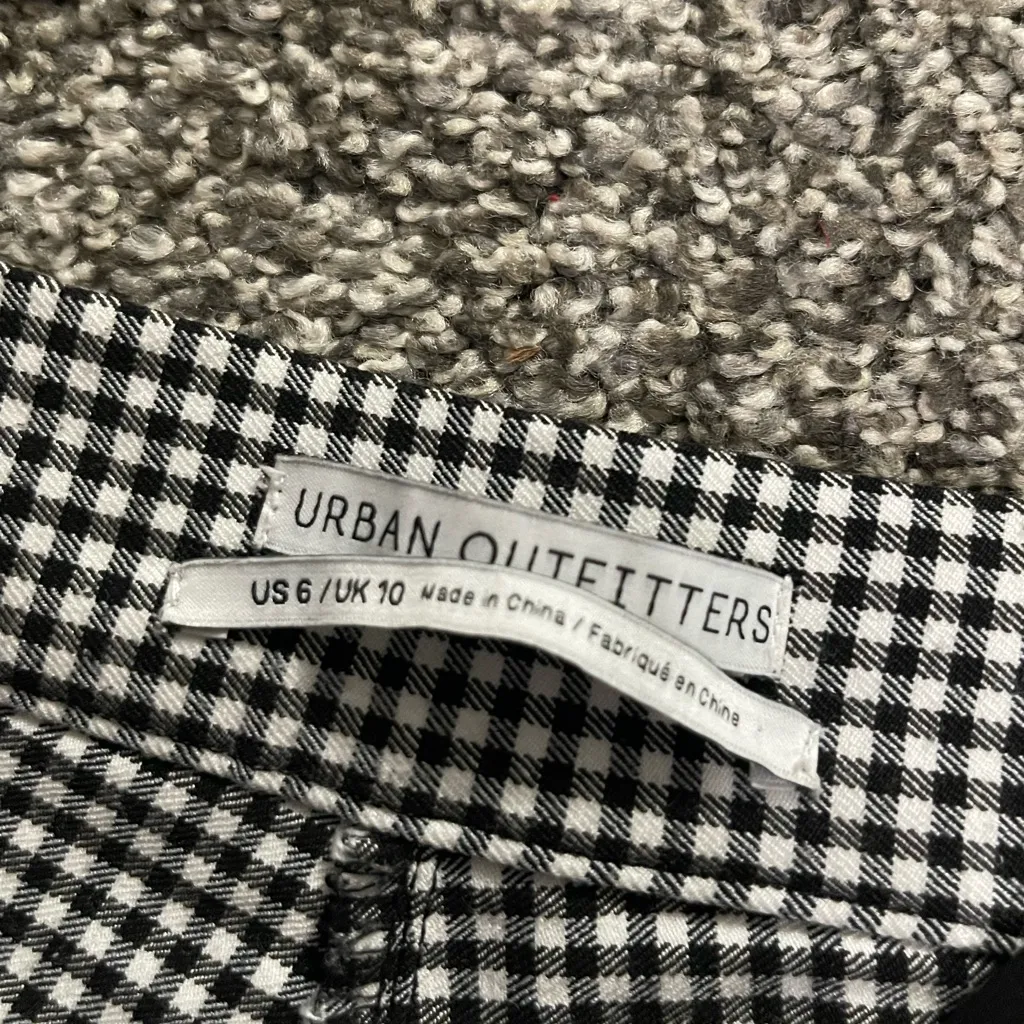 URBAN OUTFITTERS
US 6 / UK 10 Made in China / Fabriqué en Chine